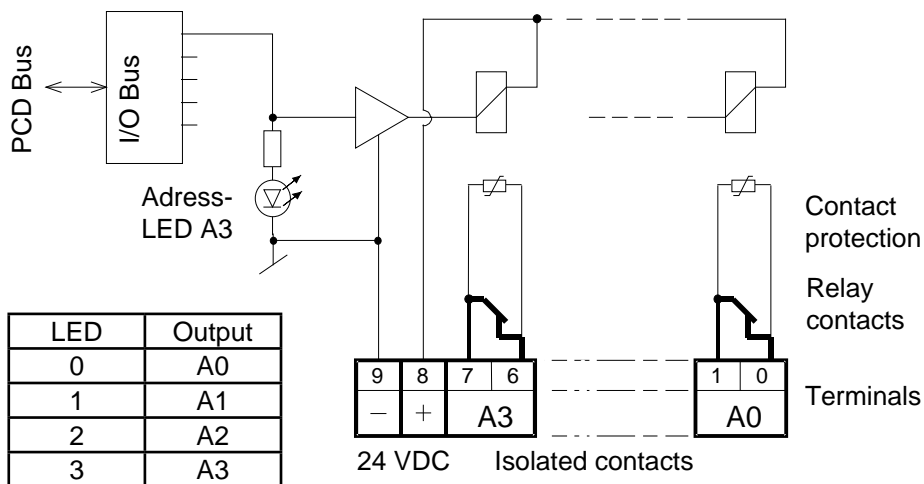 PCD Bus
I/O Bus
Adress-
LED A3
Contact
protection
Relay
contacts
LED Output
0 A0
1 A1
2 A2
3 A3
9 8 7 6 1 0
− + A3 A0
Terminals
24 VDC Isolated contacts